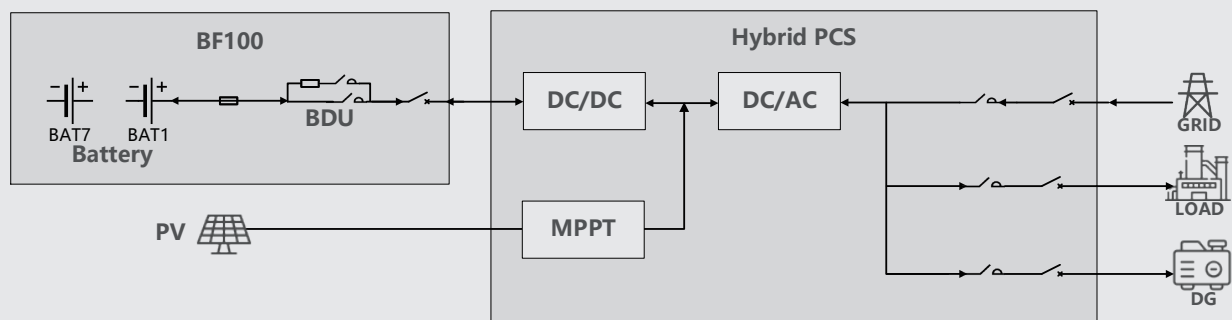 BF100
Hybrid PCS
− +
− +
BAT7
BAT1
Battery
BDU
DC/DC
DC/AC
GRID
LOAD
PV
MPPT
DG